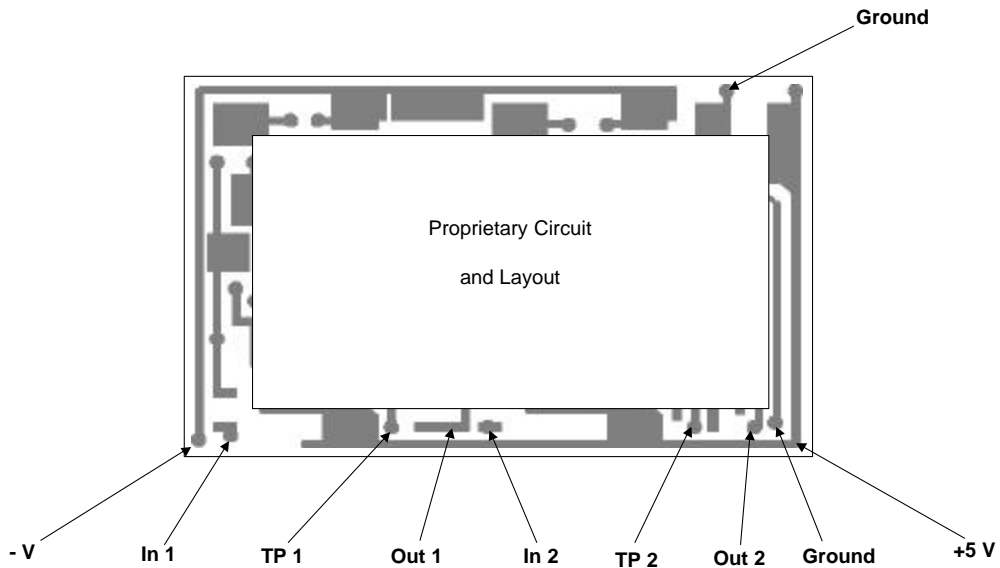 Ground
Proprietary Circuit
and Layout
- V
In 1
TP 1
Out 1
In 2
TP 2
Out 2
Ground
+5 V